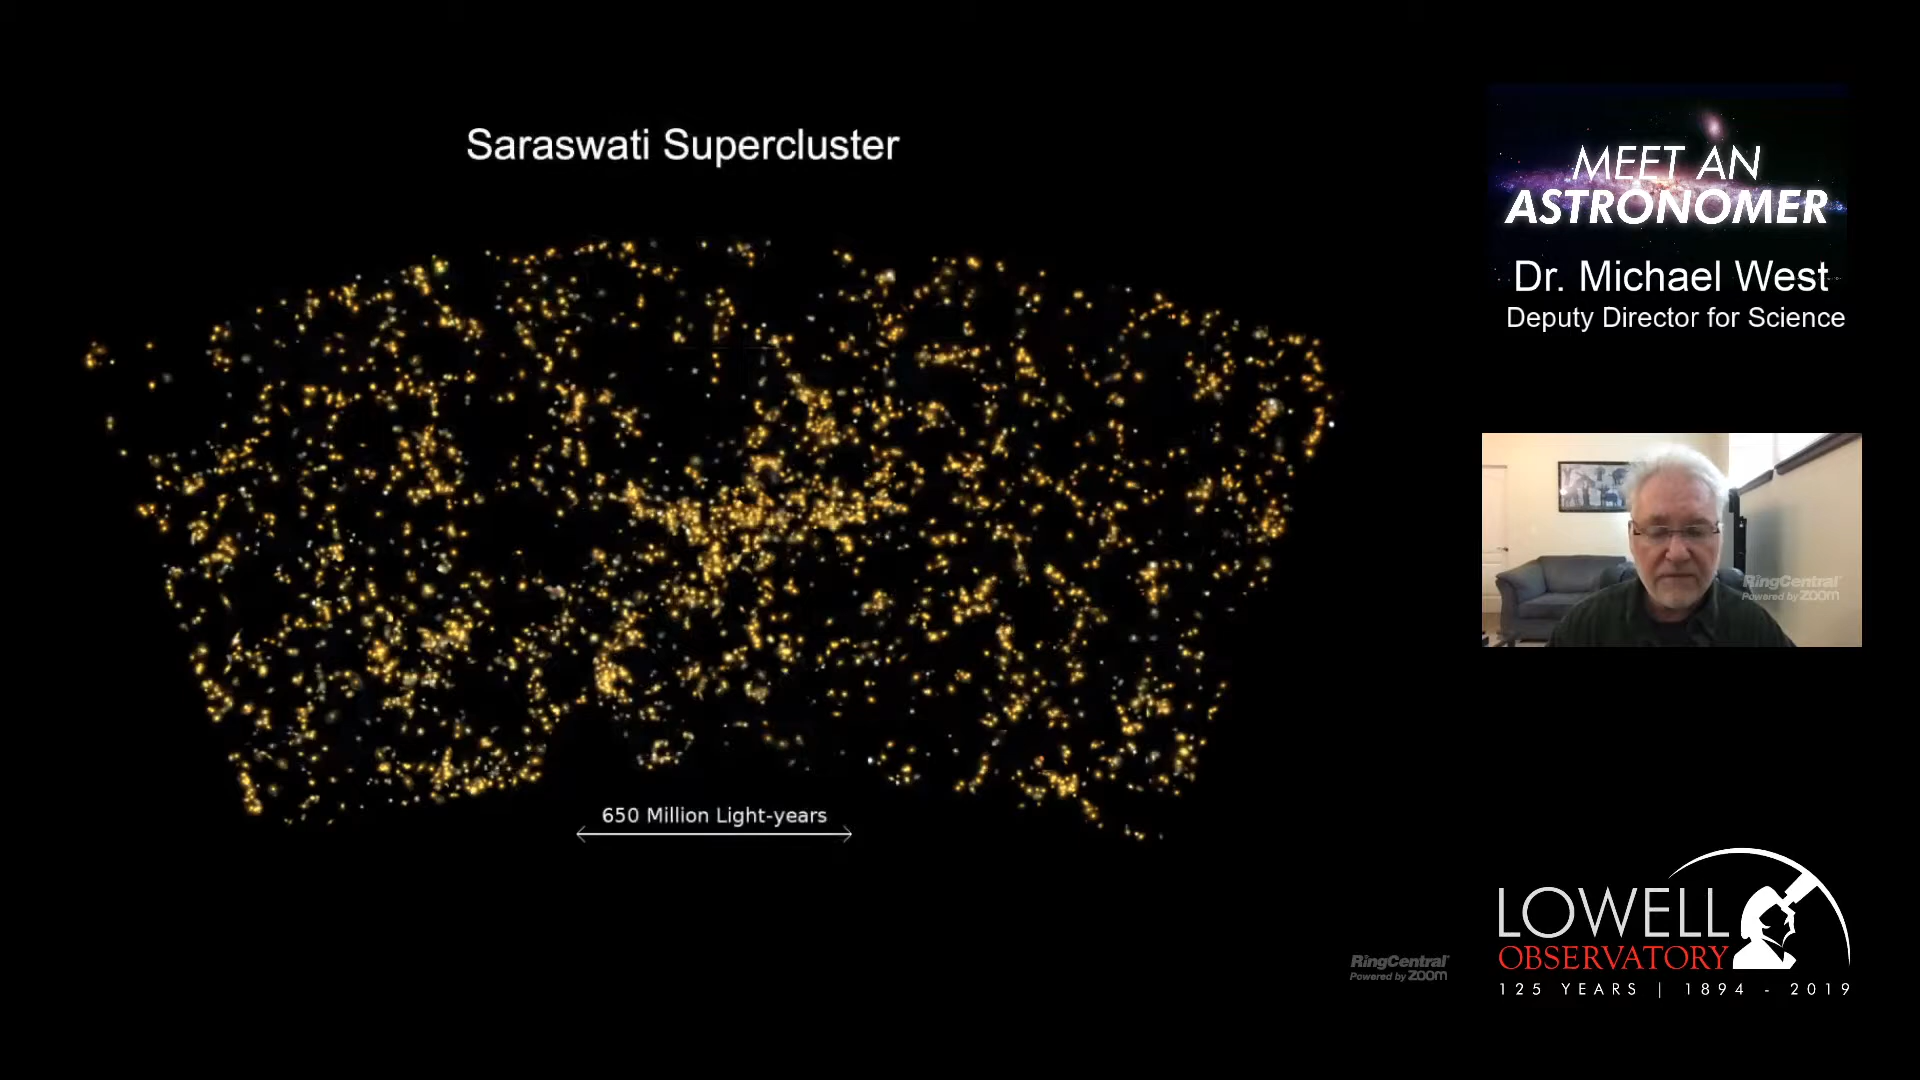 Saraswati Supercluster
650 Million Light-years
MEET AN
ASTRONOMER
Dr. Michael West
Deputy Director for Science
RingCentral
Powered by zoom
RingCentral
Powered by zoom
LOWELL
OBSERVATORY
125 YEARS | 1894 - 2019